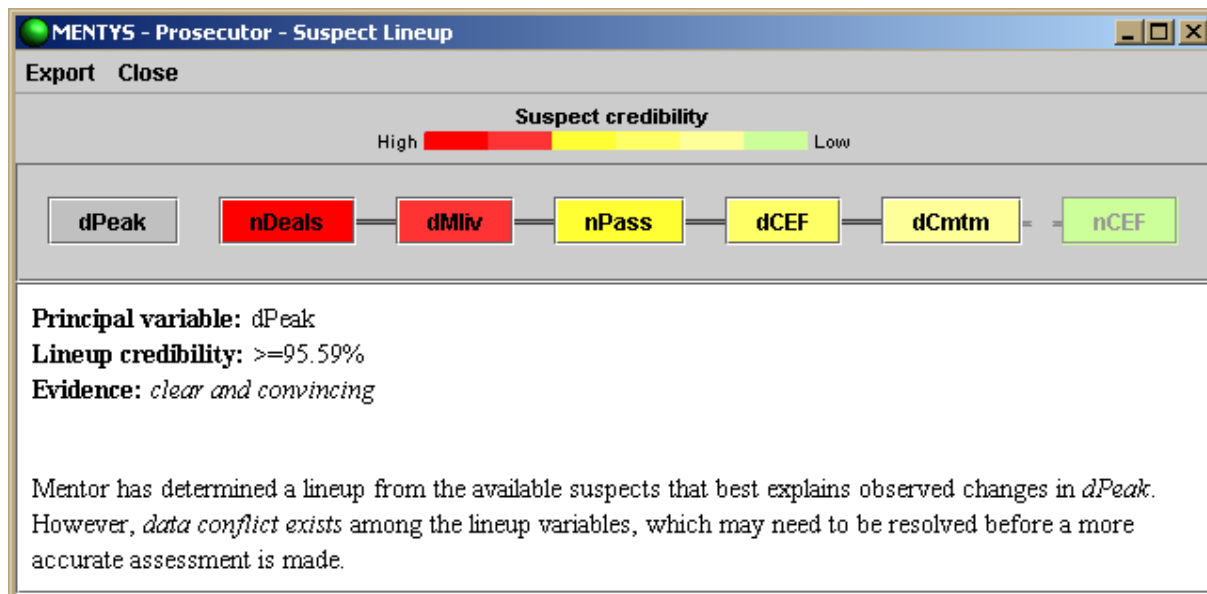 MENTYS - Prosecutor - Suspect Lineup
Export Close
Suspect credibility
High Low
dPeak nDeals dMliv nPass dCEF dCmtm nCEF
Principal variable: dPeak
Lineup credibility: >=95.59%
Evidence: clear and convincing
Mentor has determined a lineup from the available suspects that best explains observed changes in dPeak.
However, data conflict exists among the lineup variables, which may need to be resolved before a more
accurate assessment is made.